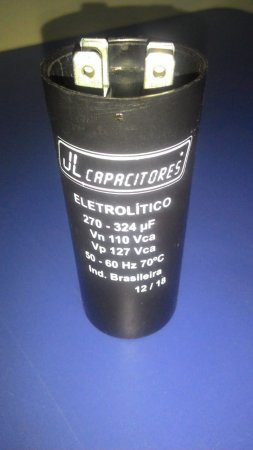 JL CAPACITORES
ELETROLÍTICO
270 - 324 µF
Vn 110 Vca
Vp 127 Vca
50 - 60 Hz 70ºC
Ind. Brasileira
12 / 18